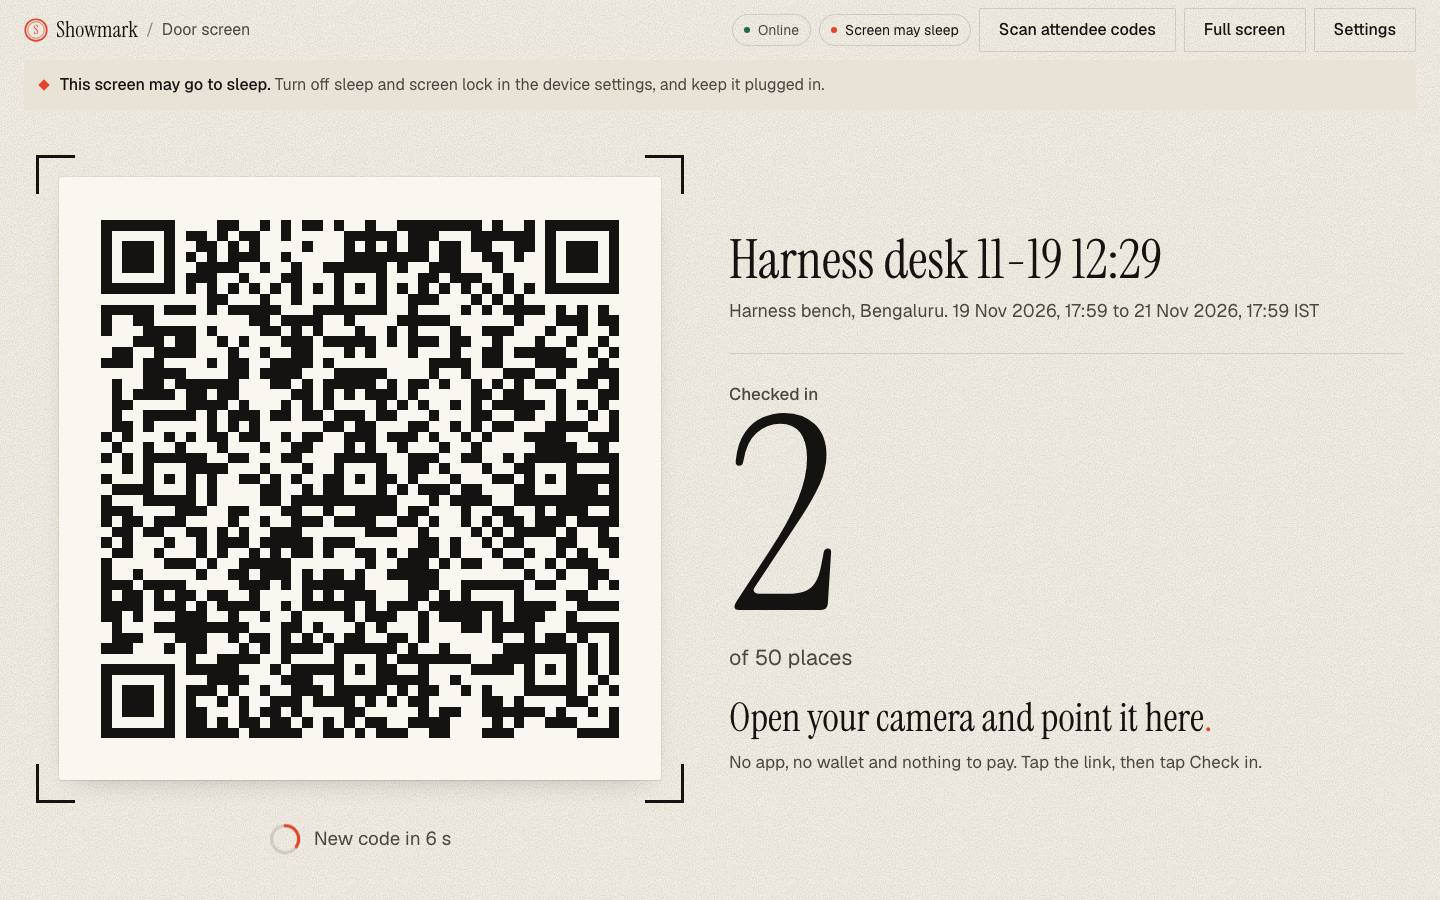 S Showmark / Door screen
Online
Screen may sleep
Scan attendee codes
Full screen
Settings
This screen may go to sleep. Turn off sleep and screen lock in the device settings, and keep it plugged in.
Harness desk 11-19 12:29
Harness bench, Bengaluru. 19 Nov 2026, 17:59 to 21 Nov 2026, 17:59 IST
Checked in
2
of 50 places
Open your camera and point it here.
No app, no wallet and nothing to pay. Tap the link, then tap Check in.
New code in 6 s